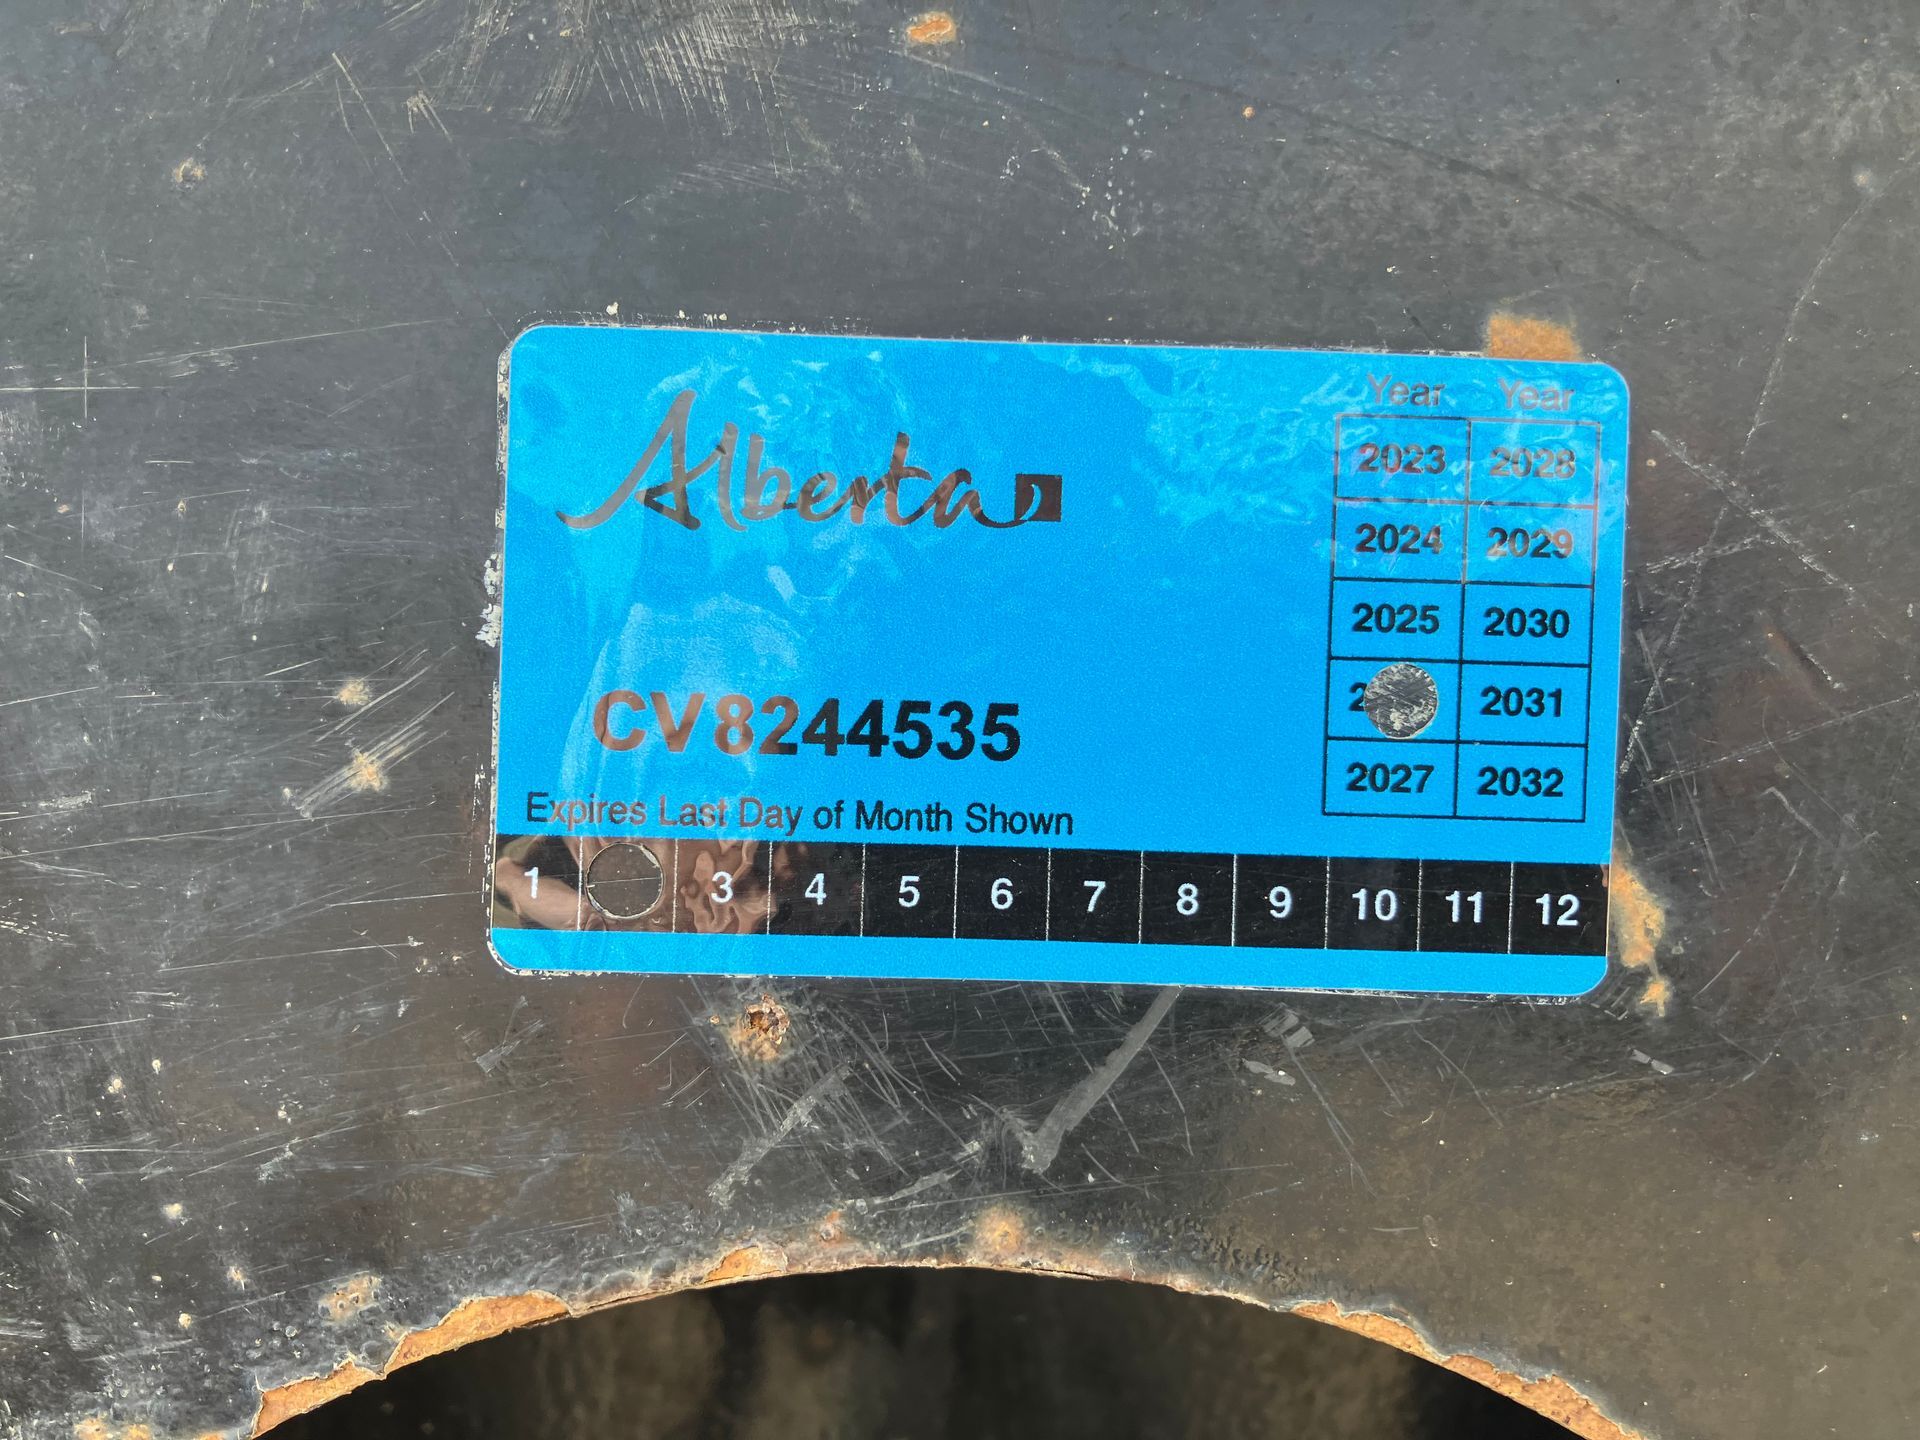 Alberta
Year Year
2023 2028
2024 2029
2025 2030
2 2031
2027 2032
CV8244535
Expires Last Day of Month Shown
1 3 4 5 6 7 8 9 10 11 12